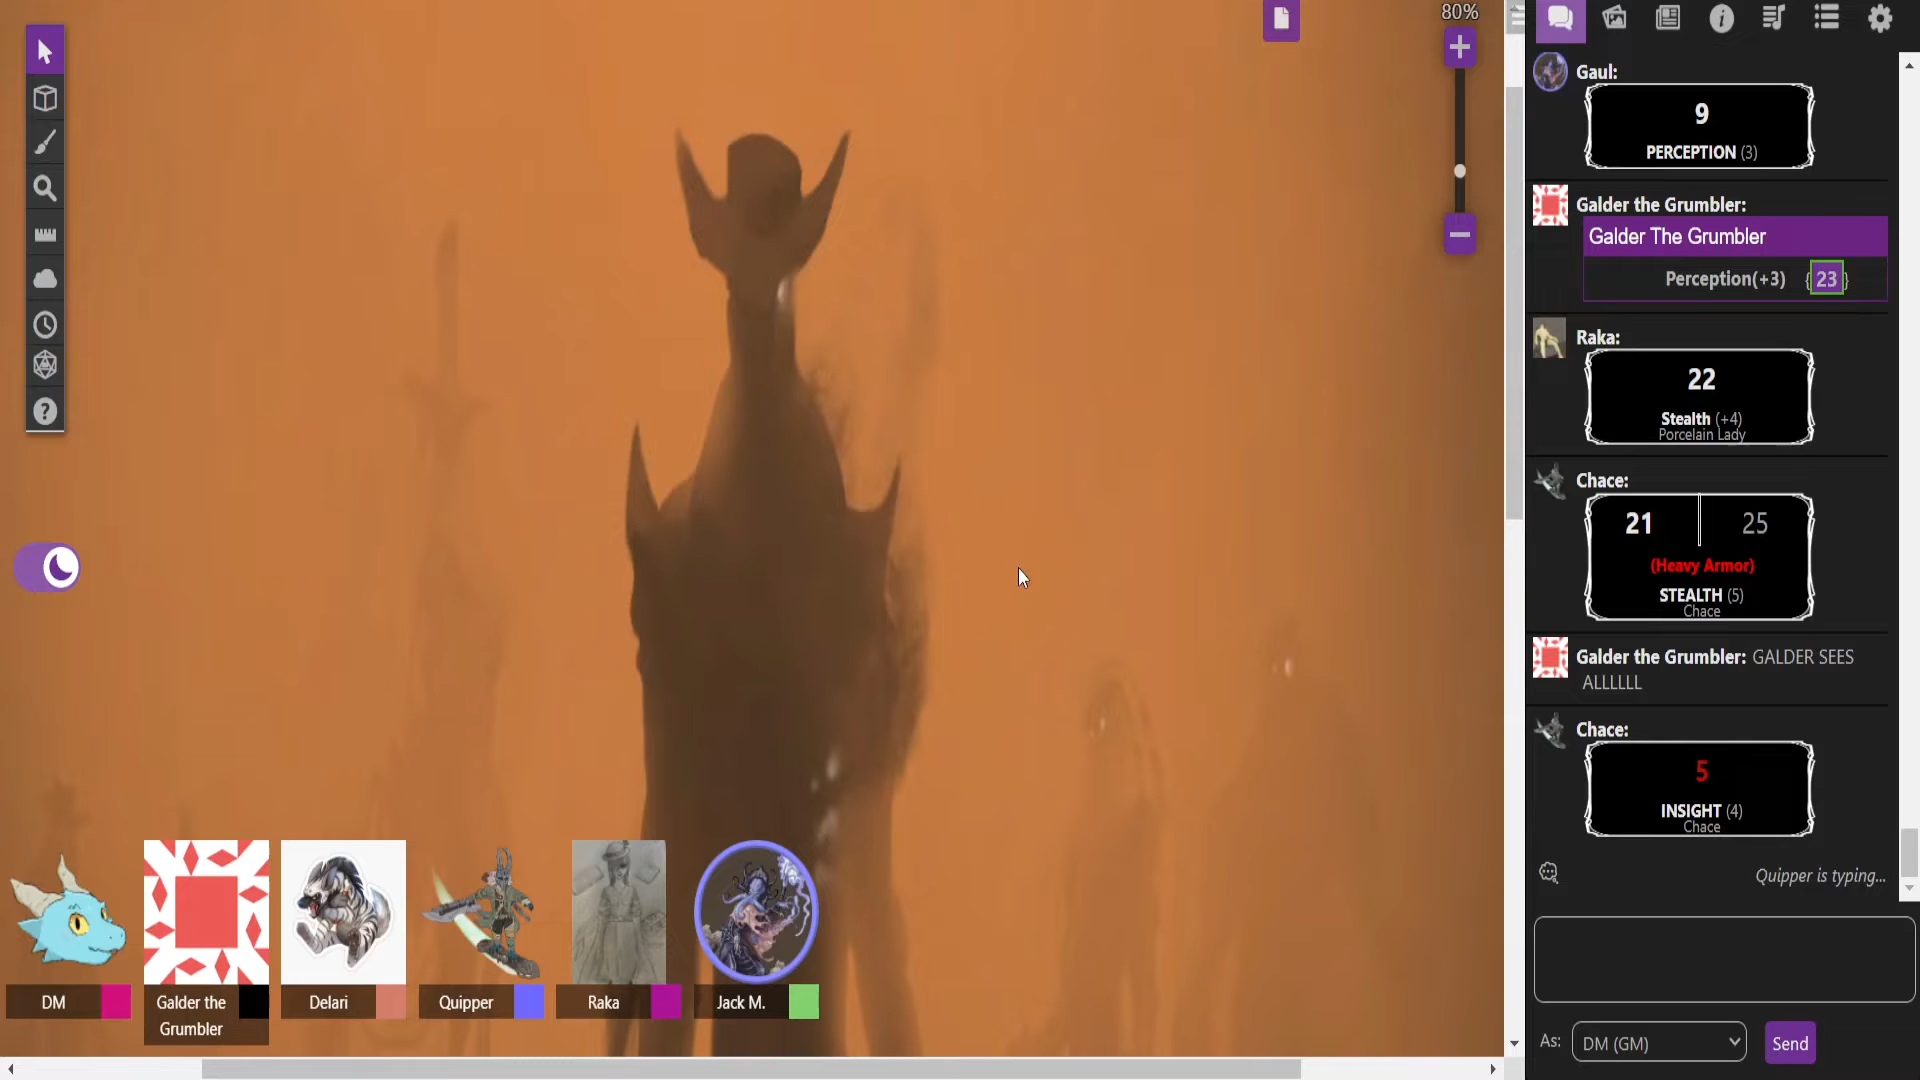 80%
Gaul:
9
PERCEPTION (3)
Galder the Grumbler:
Galder The Grumbler
Perception(+3) {23}
Raka:
22
Stealth (+4)
Porcelain Lady
Chace:
21 25
(Heavy Armor)
STEALTH (5)
Chace
Galder the Grumbler: GALDER SEES
ALLLLLL
Chace:
5
INSIGHT (4)
Chace
Quipper is typing...
As: DM (GM) Send
DM
Galder the
Grumbler
Delari
Quipper
Raka
Jack M.